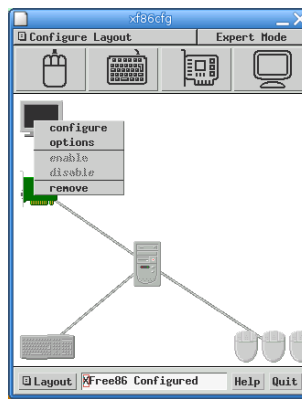 xf86cfg
Configure Layout Expert Mode
configure
options
enable
disable
remove
Layout XFree86 Configured Help Quit